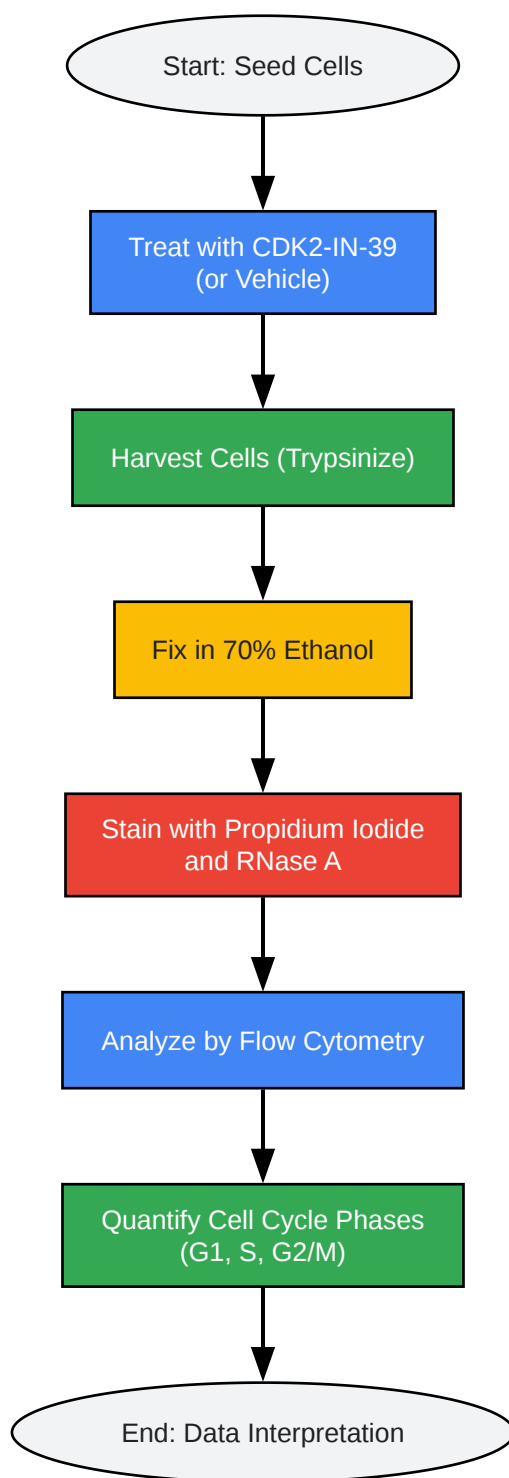 Start: Seed Cells
Treat with CDK2-IN-39
(or Vehicle)
Harvest Cells (Trypsinize)
Fix in 70% Ethanol
Stain with Propidium Iodide
and RNase A
Analyze by Flow Cytometry
Quantify Cell Cycle Phases
(G1, S, G2/M)
End: Data Interpretation